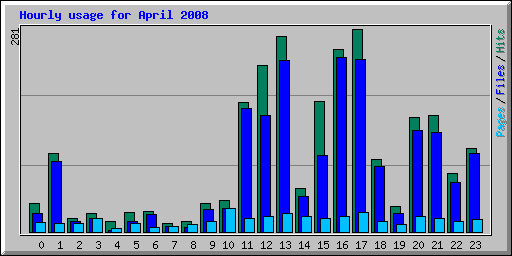 Hourly usage for April 2008
281
Pages/Files/Hits
0 1 2 3 4 5 6 7 8 9 10 11 12 13 14 15 16 17 18 19 20 21 22 23